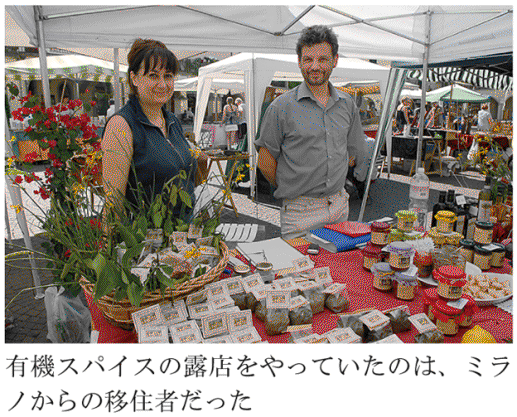 有機スパイスの露店をやっていたのは、ミラ
ノからの移住者だった